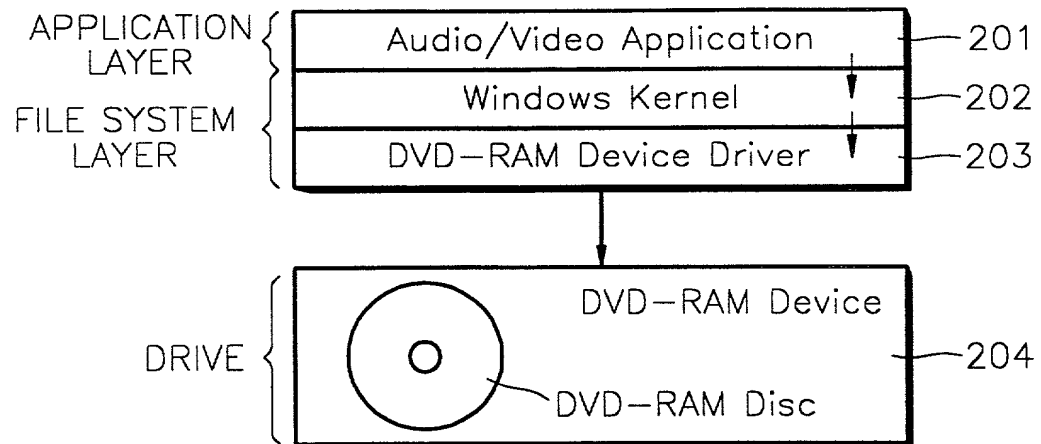 APPLICATION
LAYER
Audio/Video Application
201
Windows Kernel
202
FILE SYSTEM
LAYER
DVD-RAM Device Driver
203
DVD-RAM Device
DRIVE
204
DVD-RAM Disc